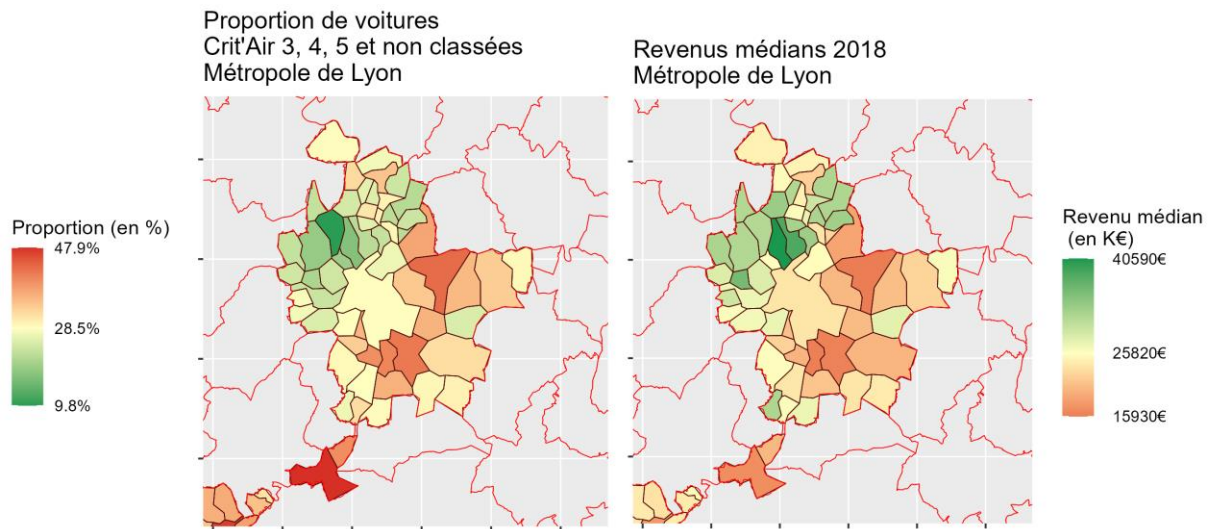 Proportion de voitures
Crit'Air 3, 4, 5 et non classées
Métropole de Lyon
Revenus médians 2018
Métropole de Lyon
Proportion (en %)
47.9%
28.5%
9.8%
Revenu médian
(en K€)
40590€
25820€
15930€